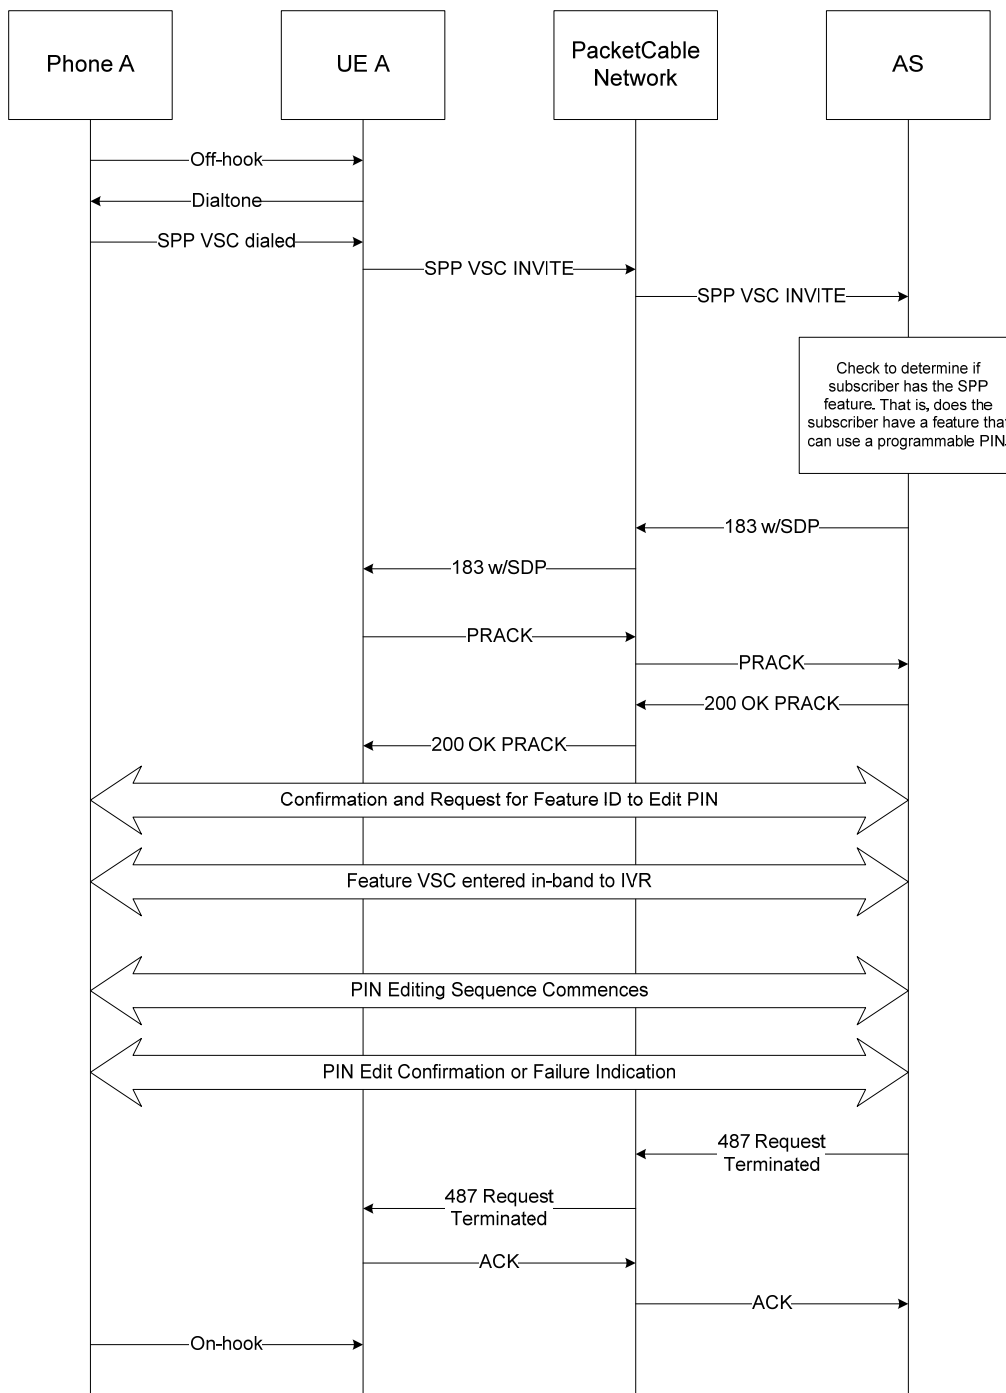 Phone A
UE A
PacketCable
Network
AS
Off-hook
Dialtone
SPP VSC dialed
SPP VSC INVITE
SPP VSC INVITE
Check to determine if
subscriber has the SPP
feature. That is, does the
subscriber have a feature that
can use a programmable PIN.
183 w/SDP
183 w/SDP
PRACK
PRACK
200 OK PRACK
200 OK PRACK
Confirmation and Request for Feature ID to Edit PIN
Feature VSC entered in-band to IVR
PIN Editing Sequence Commences
PIN Edit Confirmation or Failure Indication
487 Request
Terminated
487 Request
Terminated
ACK
ACK
On-hook